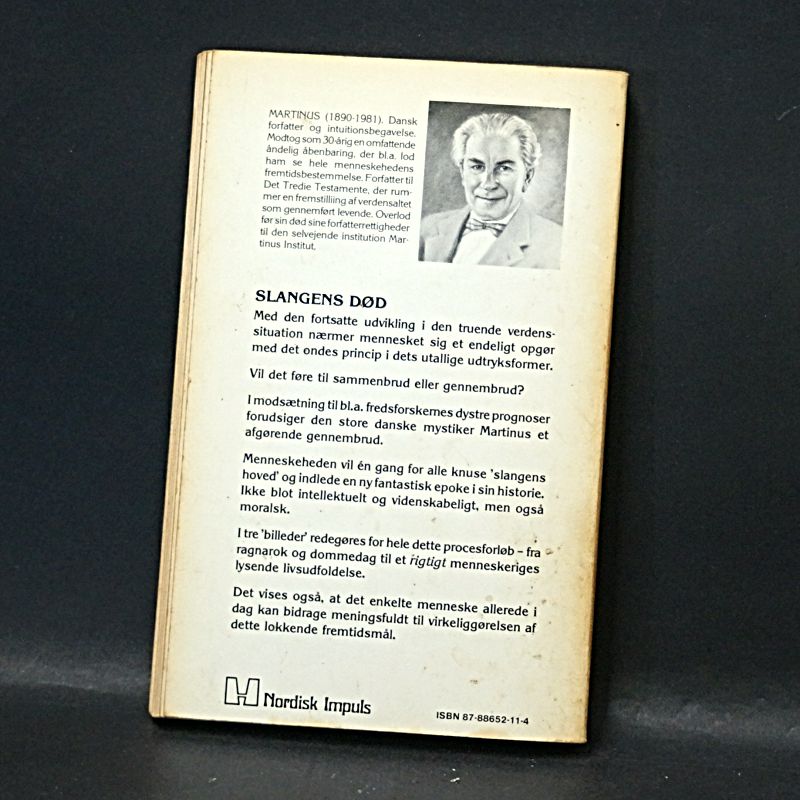 MARTINUS (1890-1981). Dansk
forfatter og intuitionsbegavelse.
Modtog som 30-årig en omfattende
åndelig åbenbaring, der bl.a. lod
ham se hele menneskehedens
fremtidsbestemmelse. Forfatter til
Det Tredie Testamente, der rum-
mer en fremstilliing af verdensaltet
som gennemført levende. Overlod
før sin død sine forfatterrettigheder
til den selvejende institution Mar-
tinus Institut.
SLANGENS DØD
Med den fortsatte udvikling i den truende verdens-
situation nærmer mennesket sig et endeligt opgør
med det ondes princip i dets utallige udtryksformer.
Vil det føre til sammenbrud eller gennembrud?
I modsætning til bl.a. fredsforskernes dystre prognoser
forudsiger den store danske mystiker Martinus et
afgørende gennembrud.
Menneskeheden vil én gang for alle knuse 'slangens
hoved' og indlede en ny fantastisk epoke i sin historie.
Ikke blot intellektuelt og videnskabeligt, men også
moralsk.
I tre 'billeder' redegøres for hele dette procesforløb – fra
ragnarok og dommedag til et rigtigt menneskeriges
lysende livsudfoldelse.
Det vises også, at det enkelte menneske allerede i
dag kan bidrage meningsfuldt til virkeliggørelsen af
dette lokkende fremtidsmål.
Nordisk Impuls
ISBN 87-88652-11-4